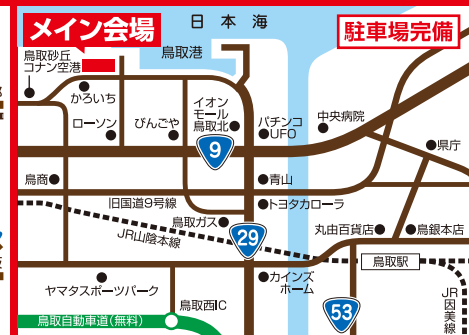 メイン会場
日本海
駐車場完備
鳥取港
鳥取砂丘
コナン空港
かろいち
ローソン
びんごや
イオン
モール
鳥取北
パチンコ
UFO
中央病院
9
県庁
鳥商
青山
旧国道9号線
トヨタカローラ
鳥取ガス
JR山陰本線
29
丸由百貨店
鳥銀本店
鳥取駅
カインズ
ホーム
ヤマタスポーツパーク
鳥取西IC
53
JR因美線
鳥取自動車道(無料)